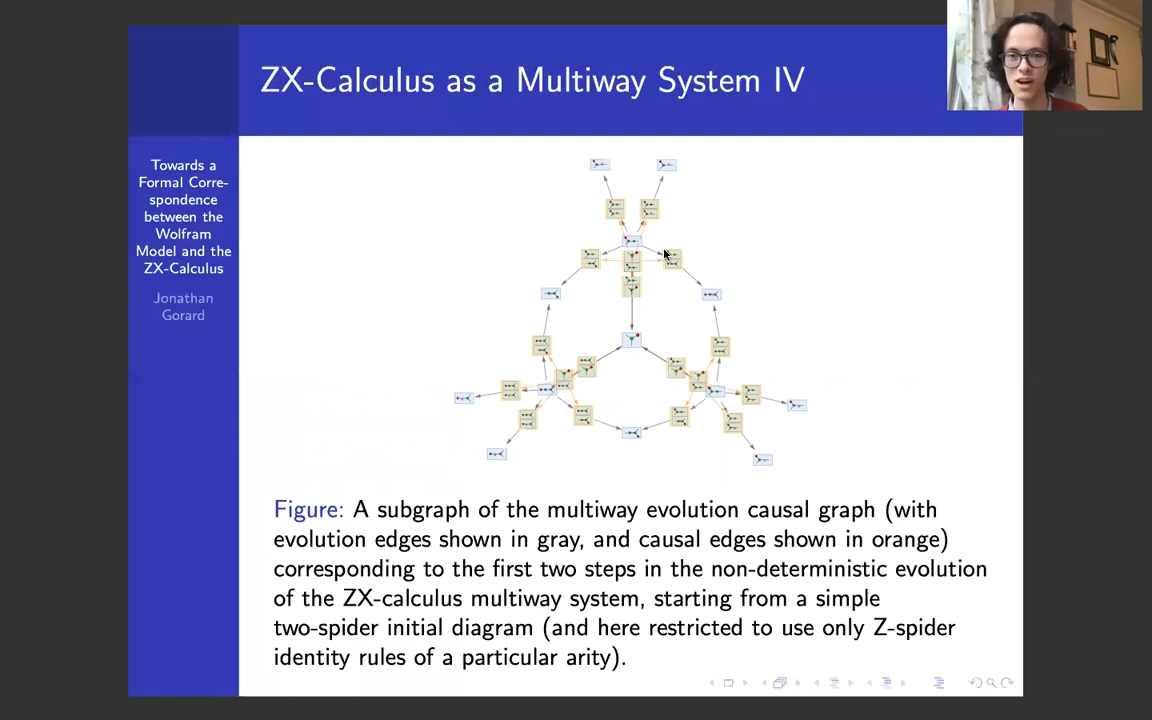 ZX-Calculus as a Multiway System IV
Towards a
Formal Corre-
spondence
between the
Wolfram
Model and the
ZX-Calculus
Jonathan
Gorard
Figure: A subgraph of the multiway evolution causal graph (with
evolution edges shown in gray, and causal edges shown in orange)
corresponding to the first two steps in the non-deterministic evolution
of the ZX-calculus multiway system, starting from a simple
two-spider initial diagram (and here restricted to use only Z-spider
identity rules of a particular arity).